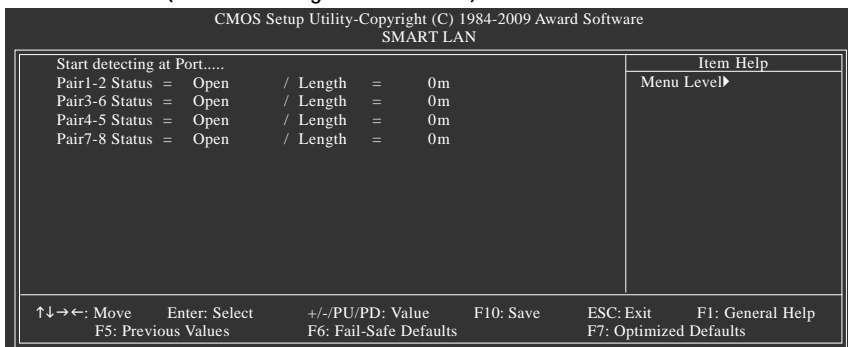 CMOS Setup Utility-Copyright (C) 1984-2009 Award Software
SMART LAN
Start detecting at Port.....
Pair1-2 Status = Open / Length = 0m
Pair3-6 Status = Open / Length = 0m
Pair4-5 Status = Open / Length = 0m
Pair7-8 Status = Open / Length = 0m
Item Help
Menu Level▶
↑↓→←: Move Enter: Select +/-/PU/PD: Value F10: Save ESC: Exit F1: General Help
F5: Previous Values F6: Fail-Safe Defaults F7: Optimized Defaults